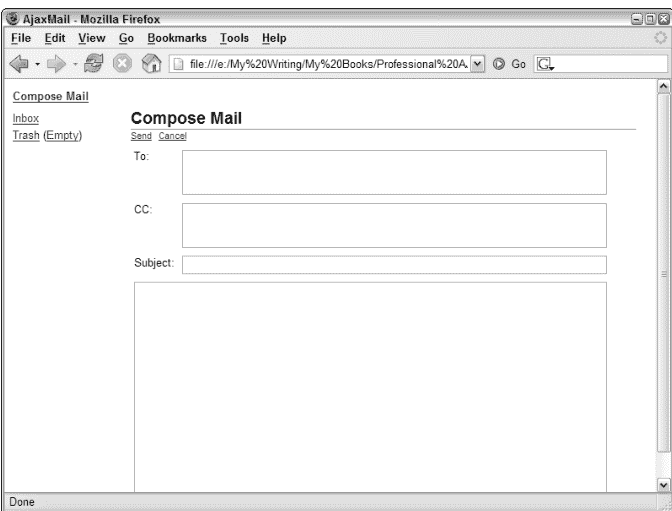 AjaxMail - Mozilla Firefox
File Edit View Go Bookmarks Tools Help
file:///e:/My%20Writing/My%20Books/Professional%20A Go G
Compose Mail
Inbox
Trash (Empty)
Compose Mail
Send Cancel
To:
CC:
Subject:
Done